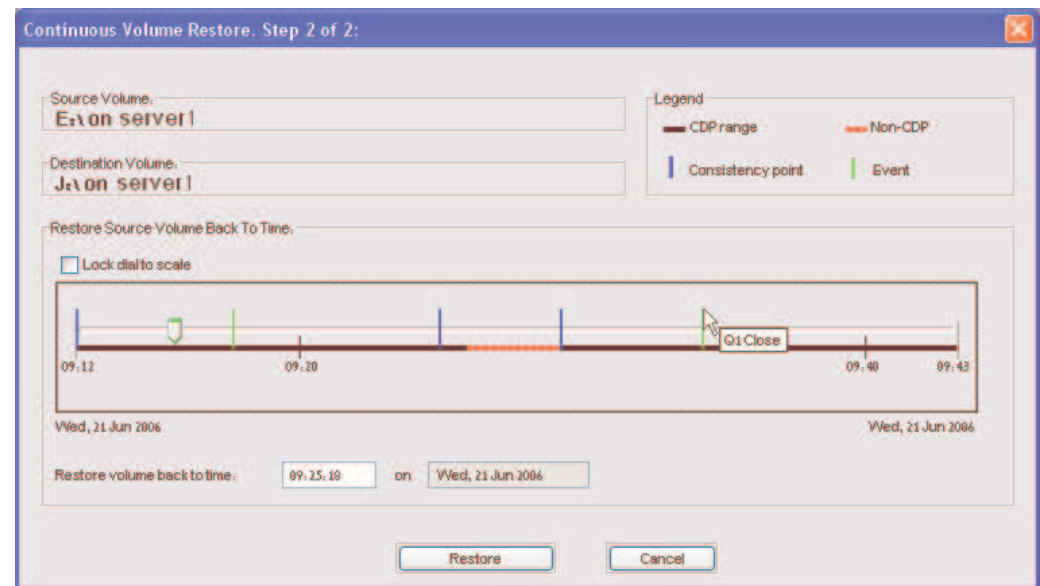 Continuous Volume Restore. Step 2 of 2:
Source Volume:
E:\ on server1
Legend
CDP range
Non-CDP
Destination Volume:
J:\ on server1
Consistency point
Event
Restore Source Volume Back To Time:
Lock dial to scale
Q1 Close
09:12
09:20
09:40
09:43
Wed, 21 Jun 2006
Wed, 21 Jun 2006
Restore volume back to time: 09:25:18 on Wed, 21 Jun 2006
Restore
Cancel